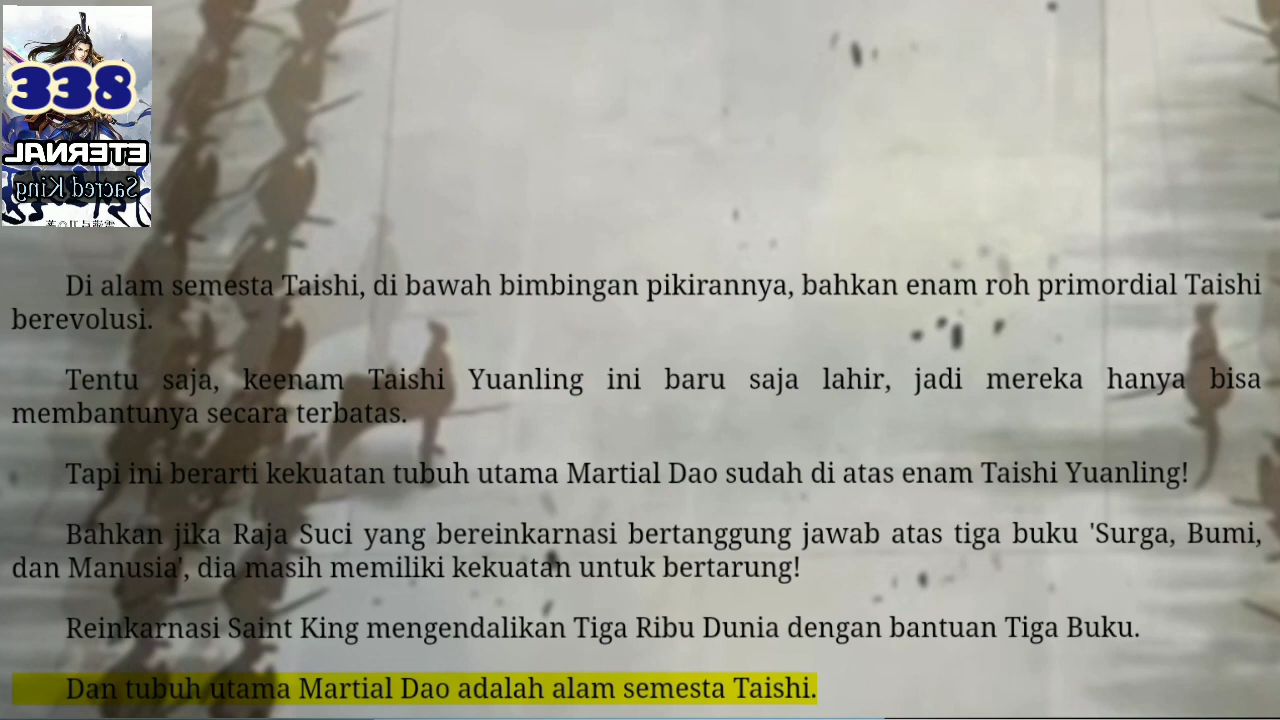 338
ETERNAL
Sacred King
Di alam semesta Taishi, di bawah bimbingan pikirannya, bahkan enam roh primordial Taishi
berevolusi.
Tentu saja, keenam Taishi Yuanling ini baru saja lahir, jadi mereka hanya bisa
membantunya secara terbatas.
Tapi ini berarti kekuatan tubuh utama Martial Dao sudah di atas enam Taishi Yuanling!
Bahkan jika Raja Suci yang bereinkarnasi bertanggung jawab atas tiga buku 'Surga, Bumi,
dan Manusia', dia masih memiliki kekuatan untuk bertarung!
Reinkarnasi Saint King mengendalikan Tiga Ribu Dunia dengan bantuan Tiga Buku.
Dan tubuh utama Martial Dao adalah alam semesta Taishi.